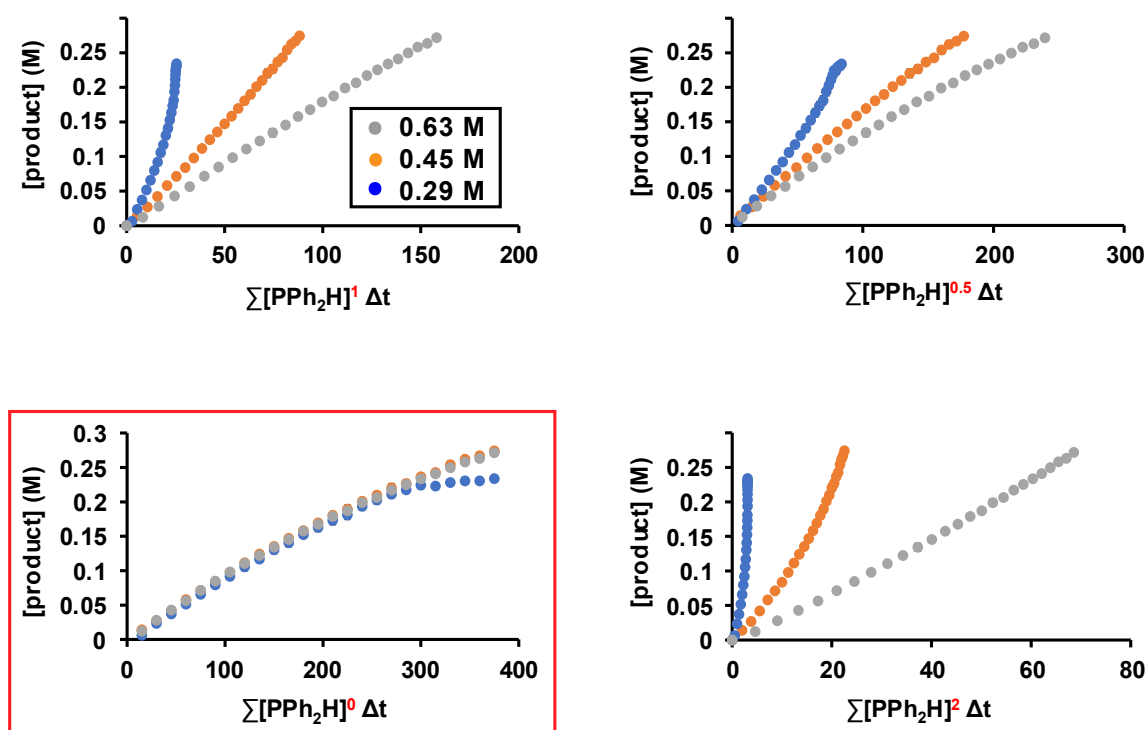 [product] (M)
0.25
0.2
0.15
0.1
0.05
0
0 50 100 150 200
∑[PPh₂H]¹ Δt
0.63 M
0.45 M
0.29 M
[product] (M)
0.25
0.2
0.15
0.1
0.05
0
0 100 200 300
∑[PPh₂H]⁰·⁵ Δt
[product] (M)
0.3
0.25
0.2
0.15
0.1
0.05
0
0 100 200 300 400
∑[PPh₂H]⁰ Δt
[product] (M)
0.25
0.2
0.15
0.1
0.05
0
0 20 40 60 80
∑[PPh₂H]² Δt